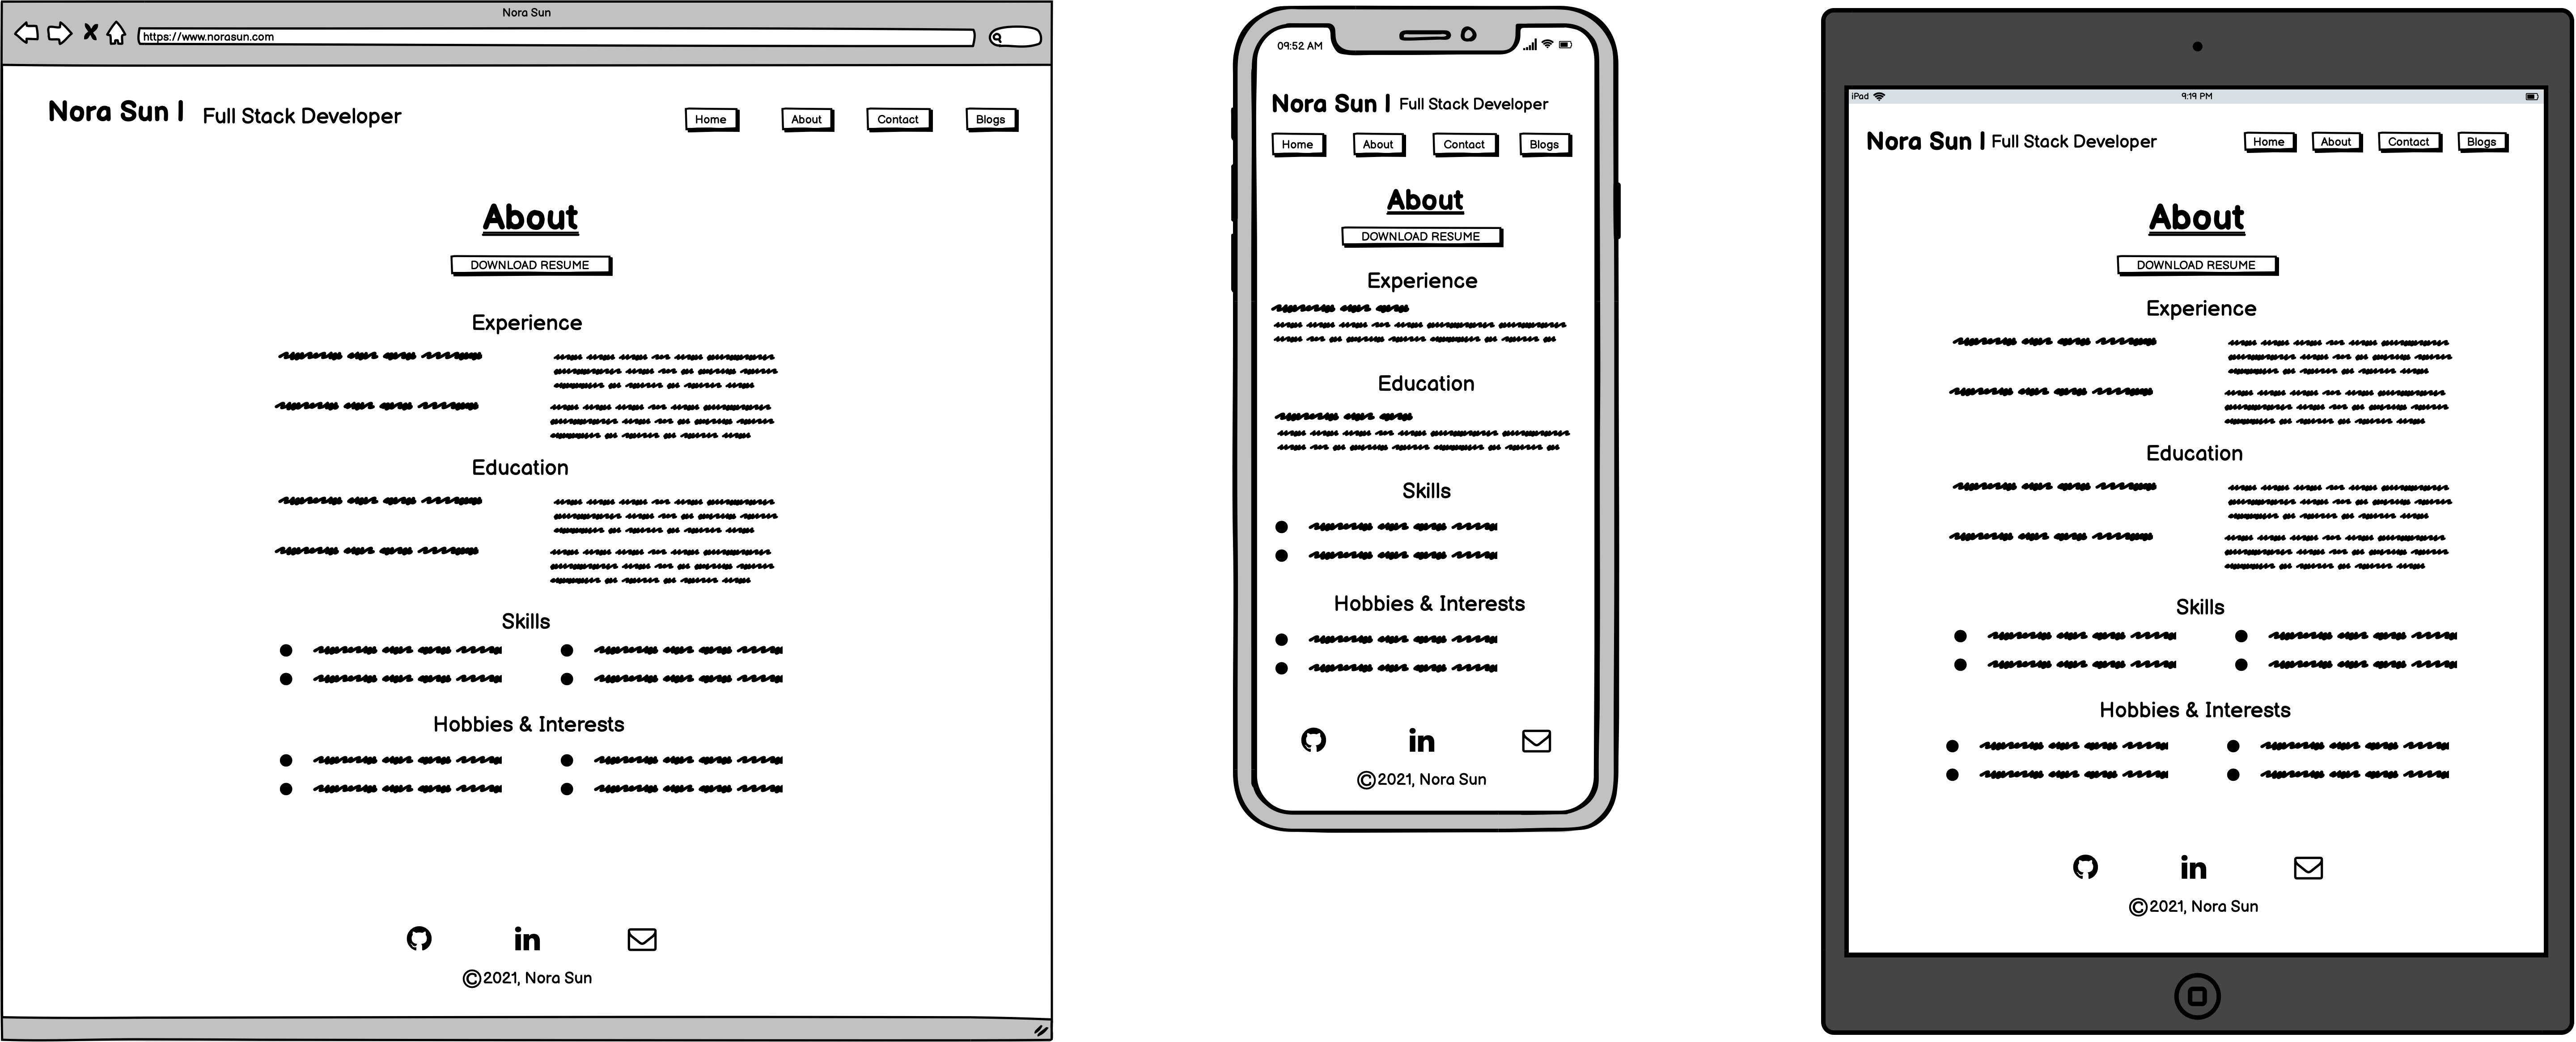 Nora Sun
https://www.norasun.com
Nora Sun | Full Stack Developer
Home About Contact Blogs
About
DOWNLOAD RESUME
Experience
Education
Skills
Hobbies & Interests
in
©2021, Nora Sun
09:52 AM
Nora Sun | Full Stack Developer
Home About Contact Blogs
About
DOWNLOAD RESUME
Experience
Education
Skills
Hobbies & Interests
in
©2021, Nora Sun
iPad 9:19 PM
Nora Sun | Full Stack Developer
Home About Contact Blogs
About
DOWNLOAD RESUME
Experience
Education
Skills
Hobbies & Interests
in
©2021, Nora Sun